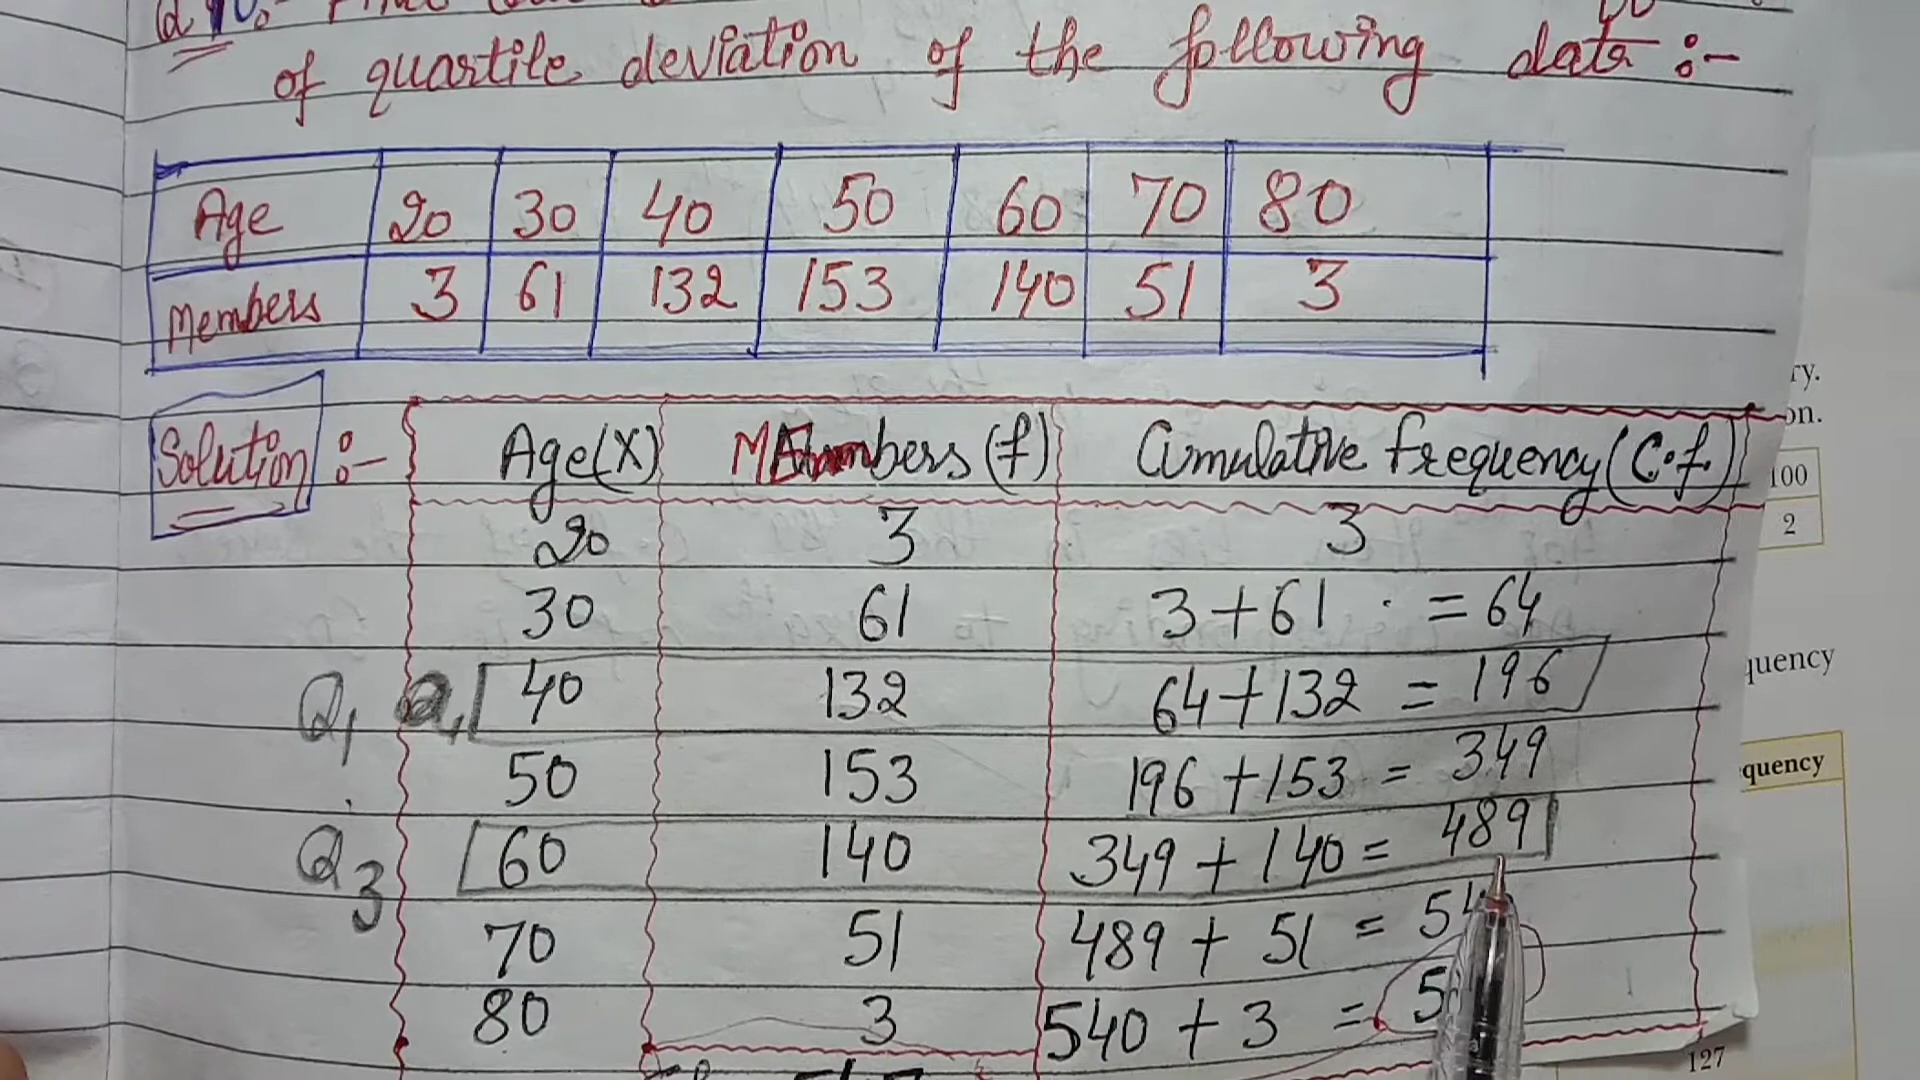 of quartile deviation of the following data :-
Age 20 30 40 50 60 70 80
Members 3 61 132 153 140 51 3
Solution :- Age(X) Members (f) Cumulative frequency (C.f.)
20 3 3
30 61 3+61 = 64
Q1 40 132 64+132 = 196
50 153 196+153 = 349
Q3 60 140 349+140 = 489
70 51 489 + 51 =
80 3 540 + 3 =
ry.
on.
100
2
quency
quency
127